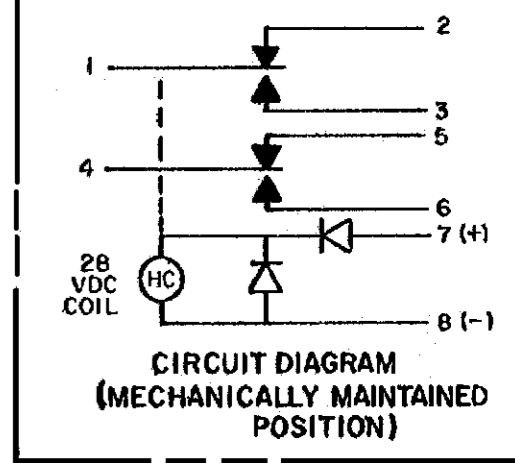 2
1
3
5
4
6
7 (+)
28
VDC
COIL
HC
8 (-)
CIRCUIT DIAGRAM
(MECHANICALLY MAINTAINED
POSITION)